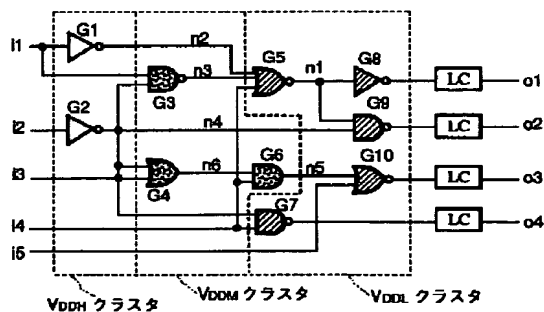 G1
i1
n2
G5
n1
G8
LC
o1
n3
G3
G9
G2
i2
n4
LC
o2
G6
G10
n6
n5
i3
LC
o3
G4
G7
i4
LC
o4
i5
VDDH クラスタ
VDDM クラスタ
VDDL クラスタ